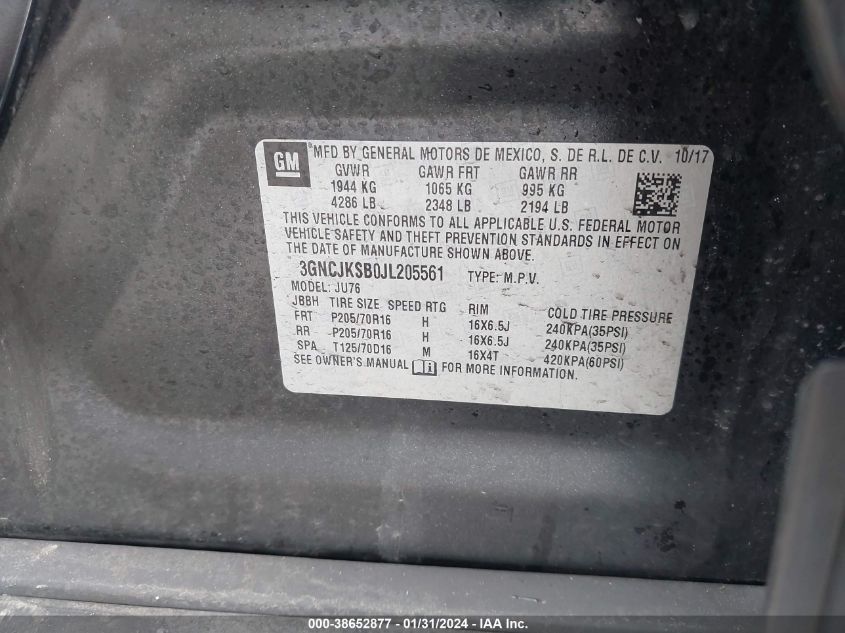 GM MFD BY GENERAL MOTORS DE MEXICO, S. DE R.L. DE C.V. 10/17
GVWR GAWR FRT GAWR RR
1944 KG 1065 KG 995 KG
4286 LB 2348 LB 2194 LB
THIS VEHICLE CONFORMS TO ALL APPLICABLE U.S. FEDERAL MOTOR
VEHICLE SAFETY AND THEFT PREVENTION STANDARDS IN EFFECT ON
THE DATE OF MANUFACTURE SHOWN ABOVE.
3GNCJKSB0JL205561 TYPE: M.P.V.
MODEL: JU76
JBBH TIRE SIZE SPEED RTG RIM COLD TIRE PRESSURE
FRT P205/70R16 H 16X6.5J 240KPA(35PSI)
RR P205/70R16 H 16X6.5J 240KPA(35PSI)
SPA T125/70D16 M 16X4T 420KPA(60PSI)
SEE OWNER'S MANUAL i FOR MORE INFORMATION.
000-38652877 - 01/31/2024 - IAA Inc.